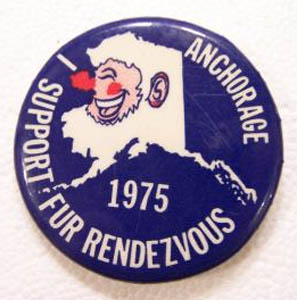 I SUPPORT FUR RENDEZVOUS
ANCHORAGE
1975